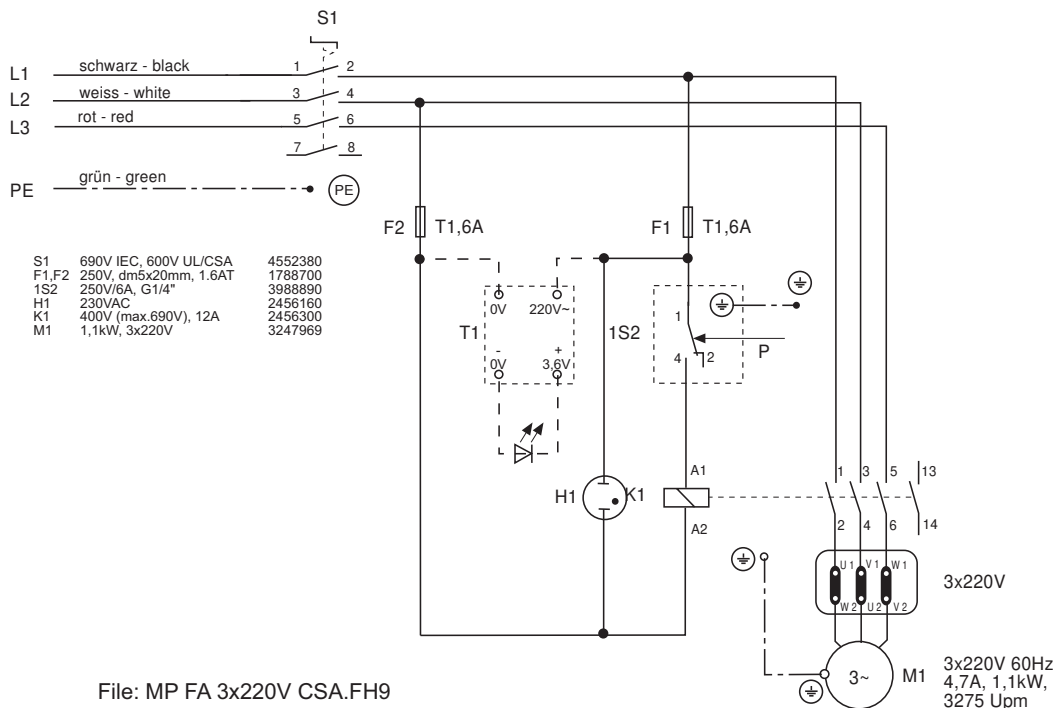 S1
L1 schwarz - black 1 2
L2 weiss - white 3 4
L3 rot - red 5 6
7 8
PE grün - green PE
F2 T1,6A F1 T1,6A
S1 690V IEC, 600V UL/CSA 4552380
F1,F2 250V, dm5x20mm, 1.6AT 1788700
1S2 250V/6A, G1/4" 3988890
H1 230VAC 2456160
K1 400V (max.690V), 12A 2456300
M1 1,1kW, 3x220V 3247969
0V 220V~
T1 1S2 1 P
- +
0V 3,6V 4 2
A1 1 3 5 13
H1 K1
A2 2 4 6 14
U1 V1 W1
3x220V
W2 U2 V2
3~ M1 3x220V 60Hz
4,7A, 1,1kW,
3275 Upm
File: MP FA 3x220V CSA.FH9